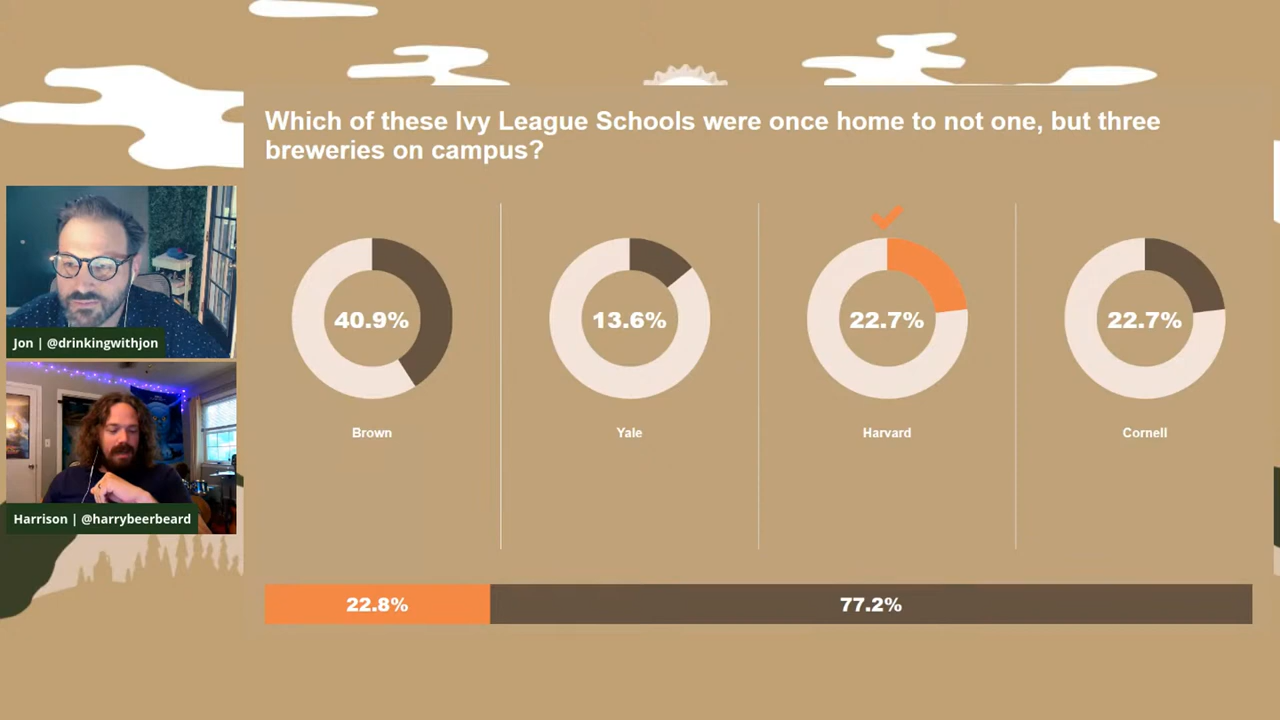 Which of these Ivy League Schools were once home to not one, but three
breweries on campus?
Jon | @drinkingwithjon
Harrison | @harrybeerbeard
40.9%
13.6%
22.7%
22.7%
Brown
Yale
Harvard
Cornell
22.8%
77.2%